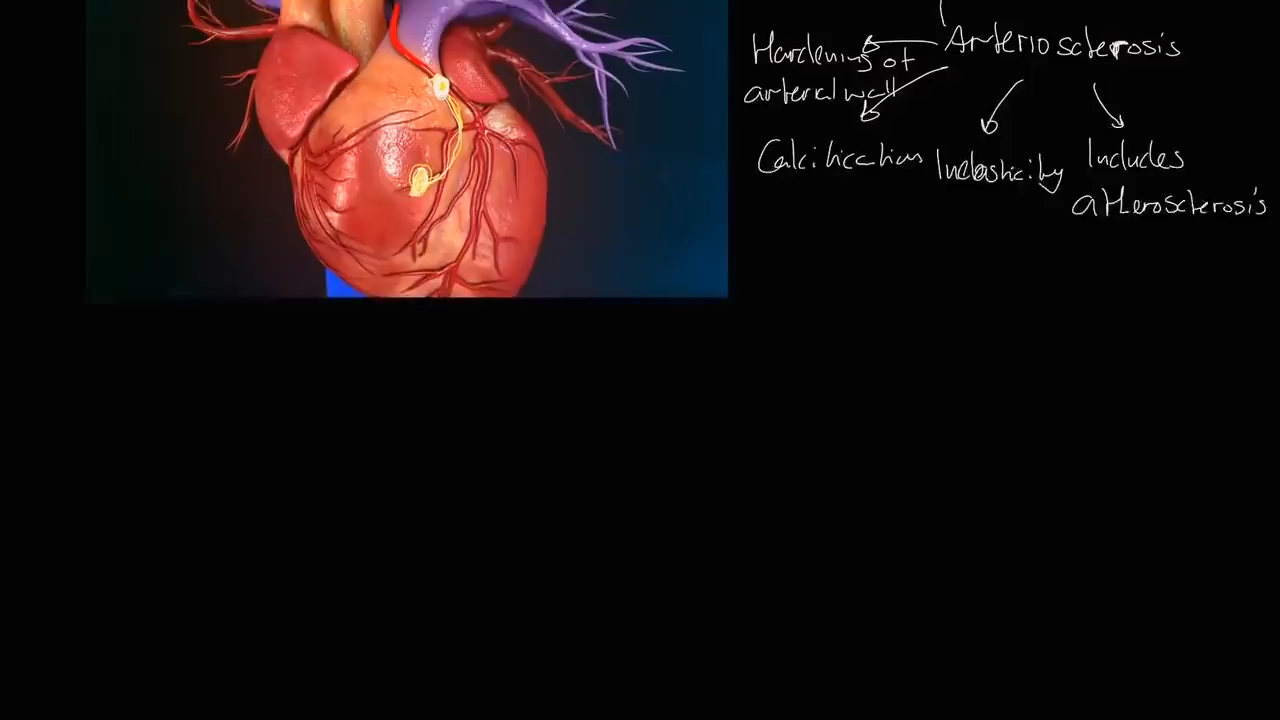 Arteriosclerosis
Hardening of
arterial wall
Calcification
Inelasticity
Includes
atherosclerosis